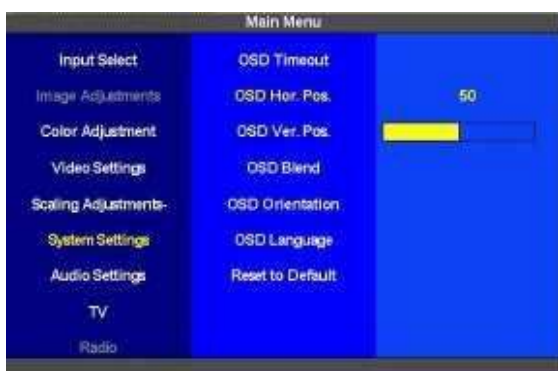 Main Menu
Input Select
Image Adjustments
Color Adjustment
Video Settings
Scaling Adjustments-
System Settings
Audio Settings
TV
Radio
OSD Timeout
OSD Hor. Pos.
OSD Ver. Pos.
OSD Blend
OSD Orientation
OSD Language
Reset to Default
50